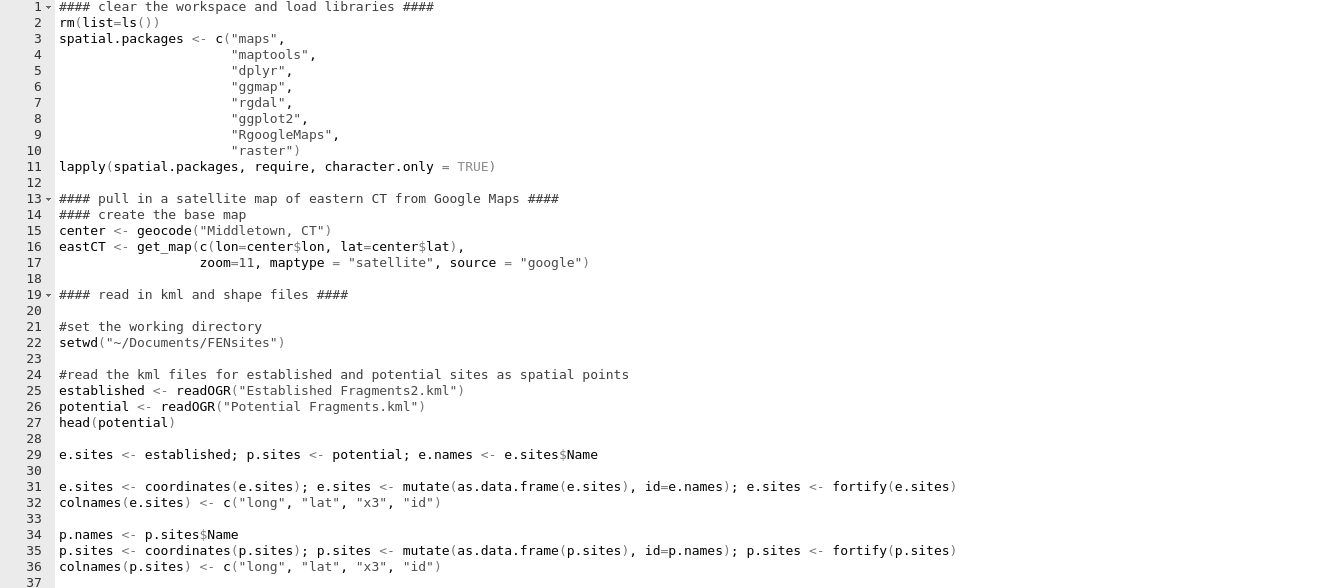 1 #### clear the workspace and load libraries ####
2 rm(list=ls())
3 spatial.packages <- c("maps",
4 "maptools",
5 "dplyr",
6 "ggmap",
7 "rgdal",
8 "ggplot2",
9 "RgoogleMaps",
10 "raster")
11 lapply(spatial.packages, require, character.only = TRUE)
12
13 #### pull in a satellite map of eastern CT from Google Maps ####
14 #### create the base map
15 center <- geocode("Middletown, CT")
16 eastCT <- get_map(c(lon=center$lon, lat=center$lat),
17 zoom=11, maptype = "satellite", source = "google")
18
19 #### read in kml and shape files ####
20
21 #set the working directory
22 setwd("~/Documents/FENsites")
23
24 #read the kml files for established and potential sites as spatial points
25 established <- readOGR("Established Fragments2.kml")
26 potential <- readOGR("Potential Fragments.kml")
27 head(potential)
28
29 e.sites <- established; p.sites <- potential; e.names <- e.sites$Name
30
31 e.sites <- coordinates(e.sites); e.sites <- mutate(as.data.frame(e.sites), id=e.names); e.sites <- fortify(e.sites)
32 colnames(e.sites) <- c("long", "lat", "x3", "id")
33
34 p.names <- p.sites$Name
35 p.sites <- coordinates(p.sites); p.sites <- mutate(as.data.frame(p.sites), id=p.names); p.sites <- fortify(p.sites)
36 colnames(p.sites) <- c("long", "lat", "x3", "id")
37